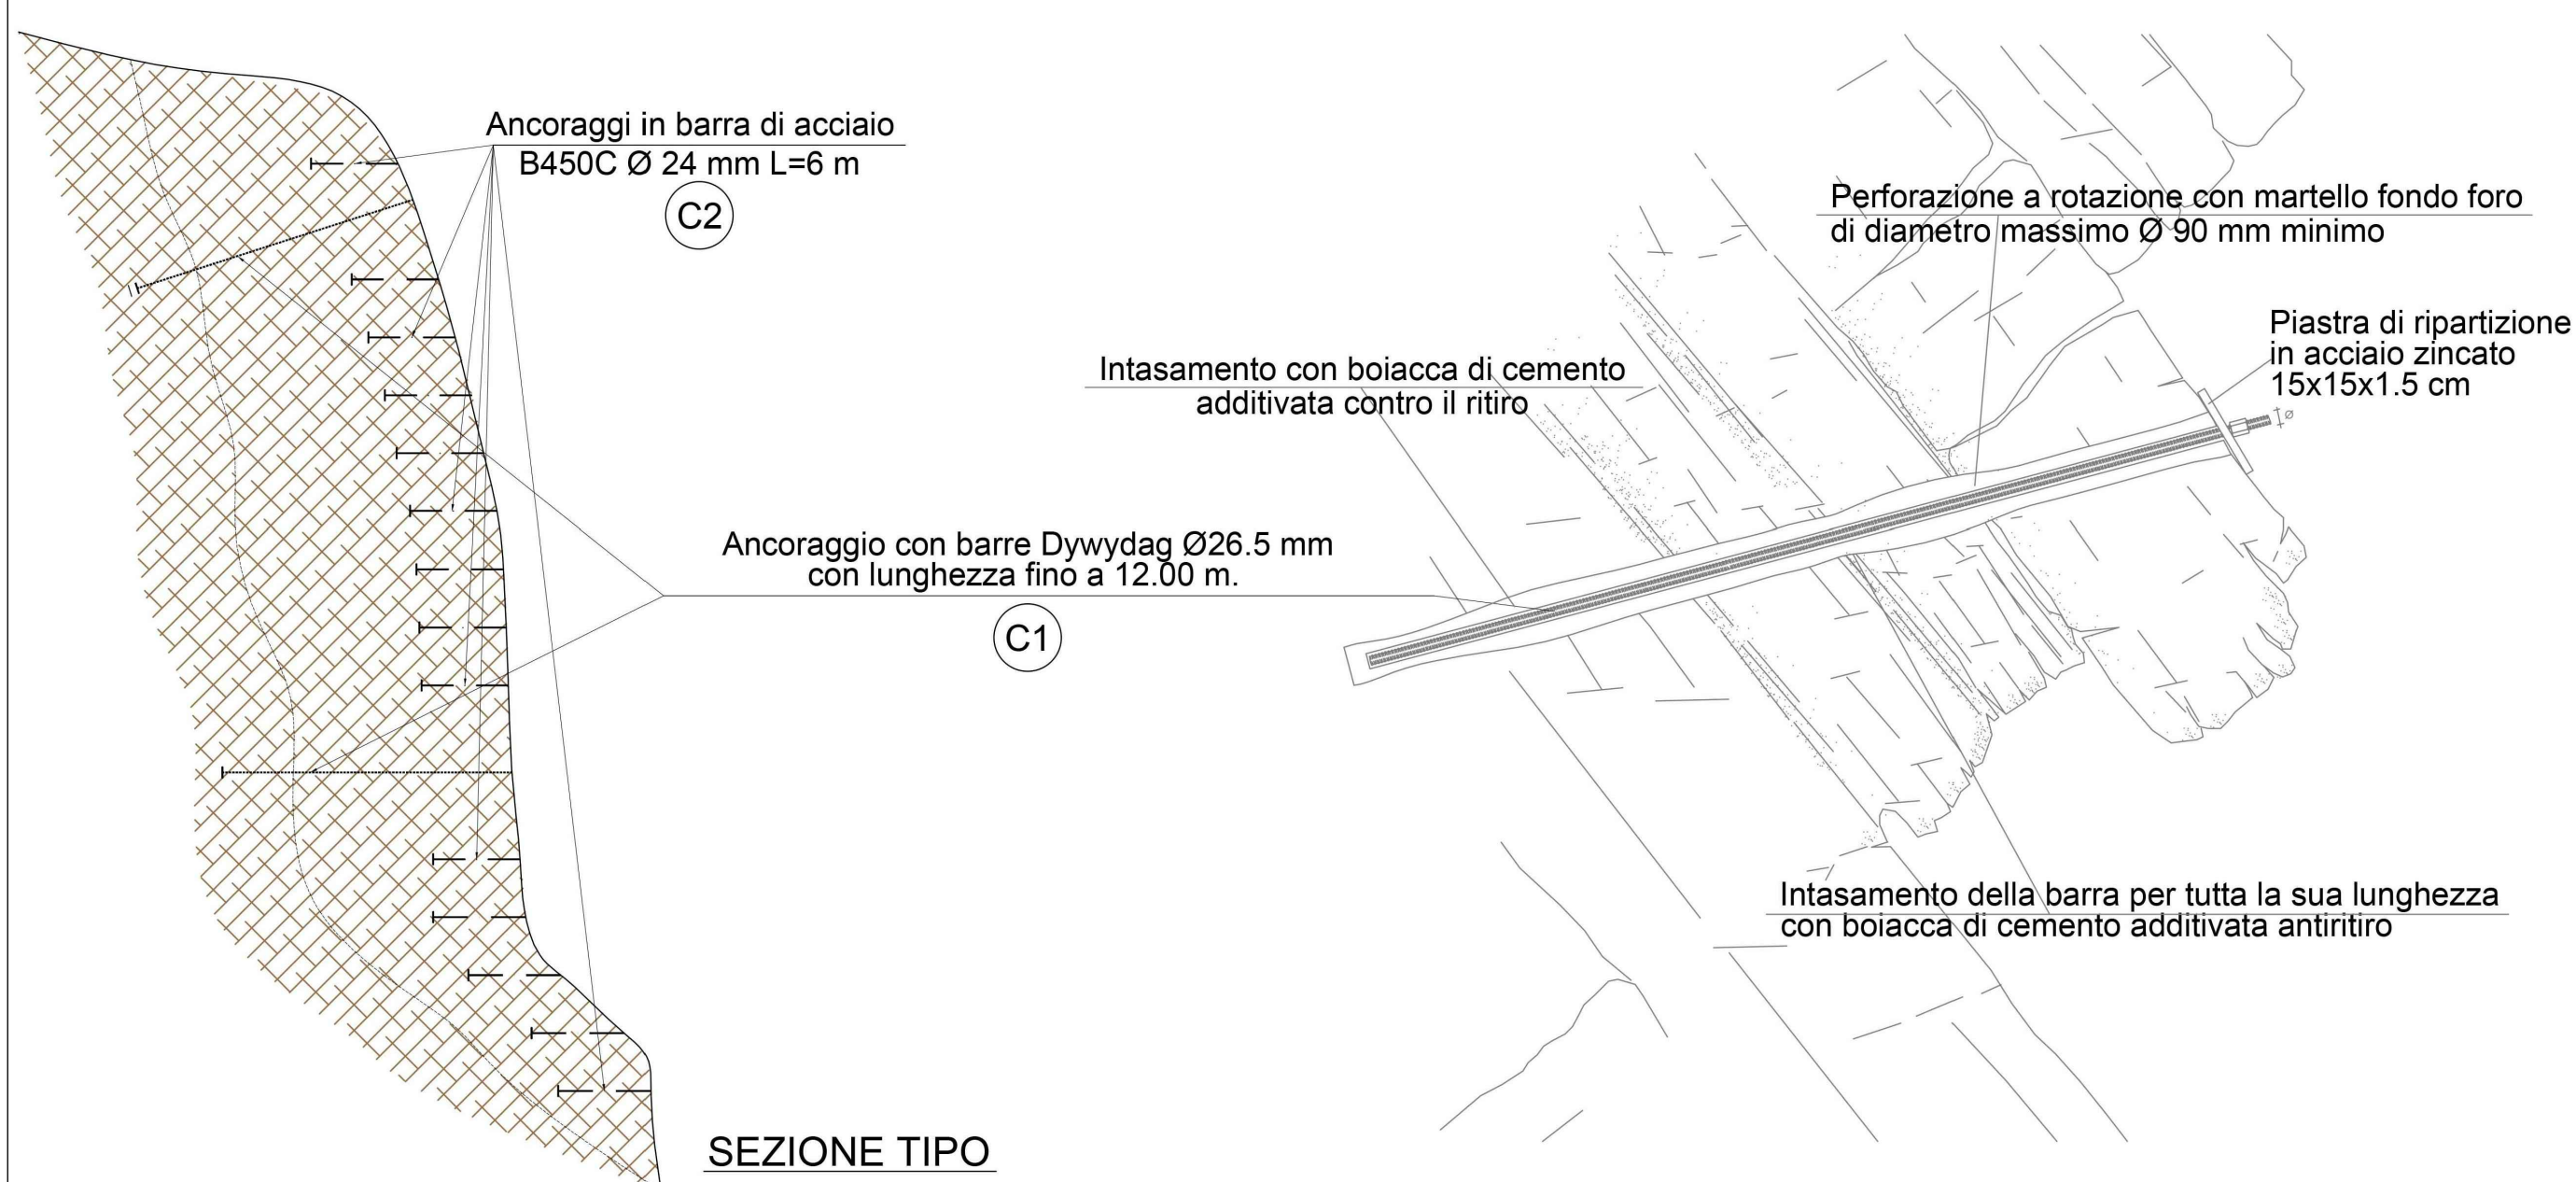 Ancoraggi in barra di acciaio
B450C Ø 24 mm L=6 m
C2
Perforazione a rotazione con martello fondo foro
di diametro massimo Ø 90 mm minimo
Piastra di ripartizione
in acciaio zincato
15x15x1.5 cm
Ø
Intasamento con boiacca di cemento
additivata contro il ritiro
Ancoraggio con barre Dywydag Ø26.5 mm
con lunghezza fino a 12.00 m.
C1
Intasamento della barra per tutta la sua lunghezza
con boiacca di cemento additivata antiritiro
SEZIONE TIPO